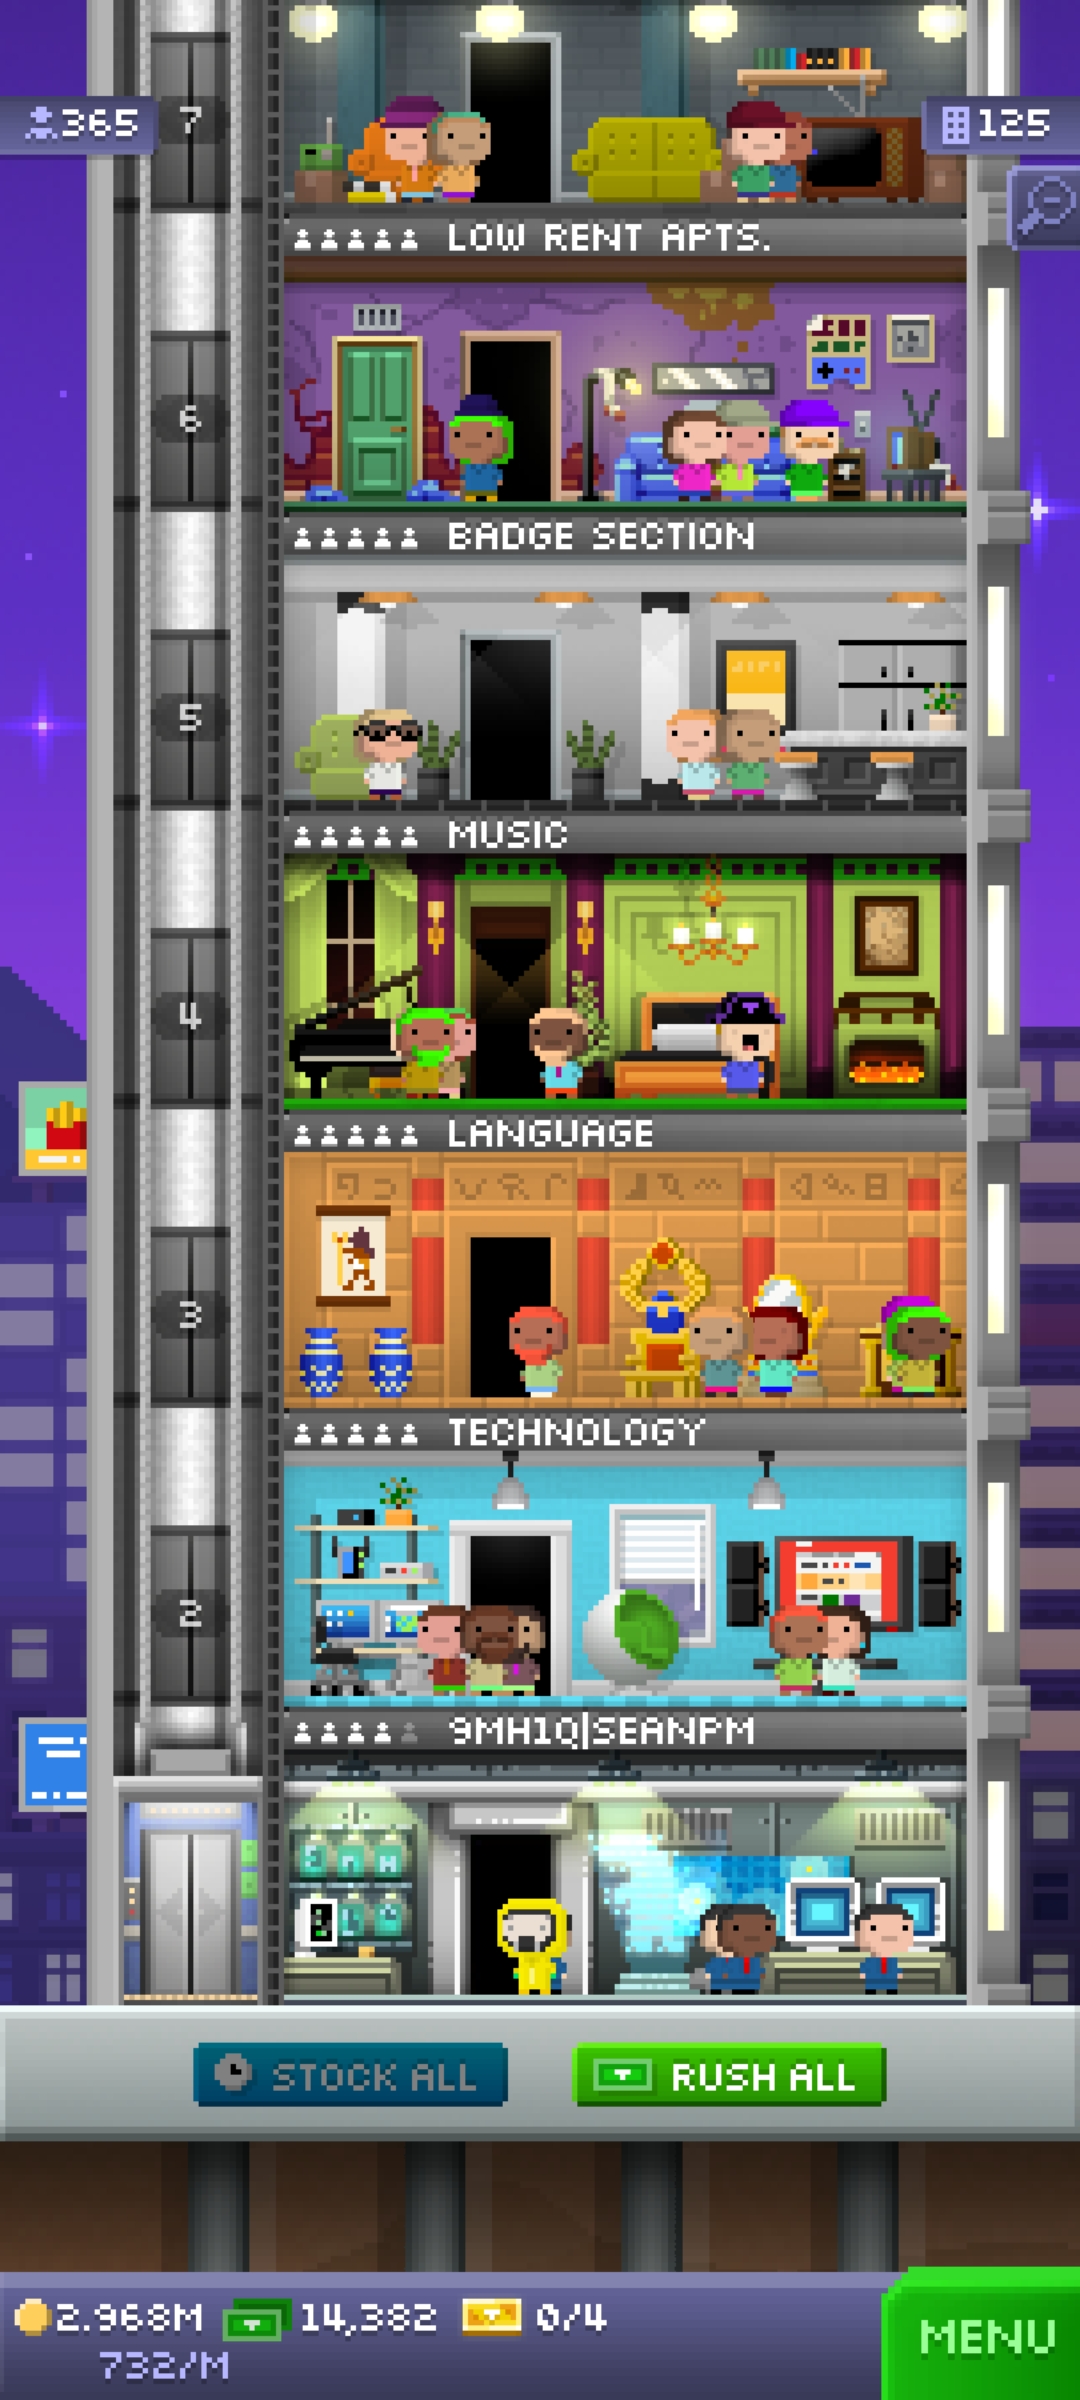 365
7
125
LOW RENT APTS.
6
BADGE SECTION
5
MUSIC
4
LANGUAGE
3
TECHNOLOGY
2
9MH1Q|SEANPM
STOCK ALL
RUSH ALL
2.968M
14,382
0/4
732/M
MENU